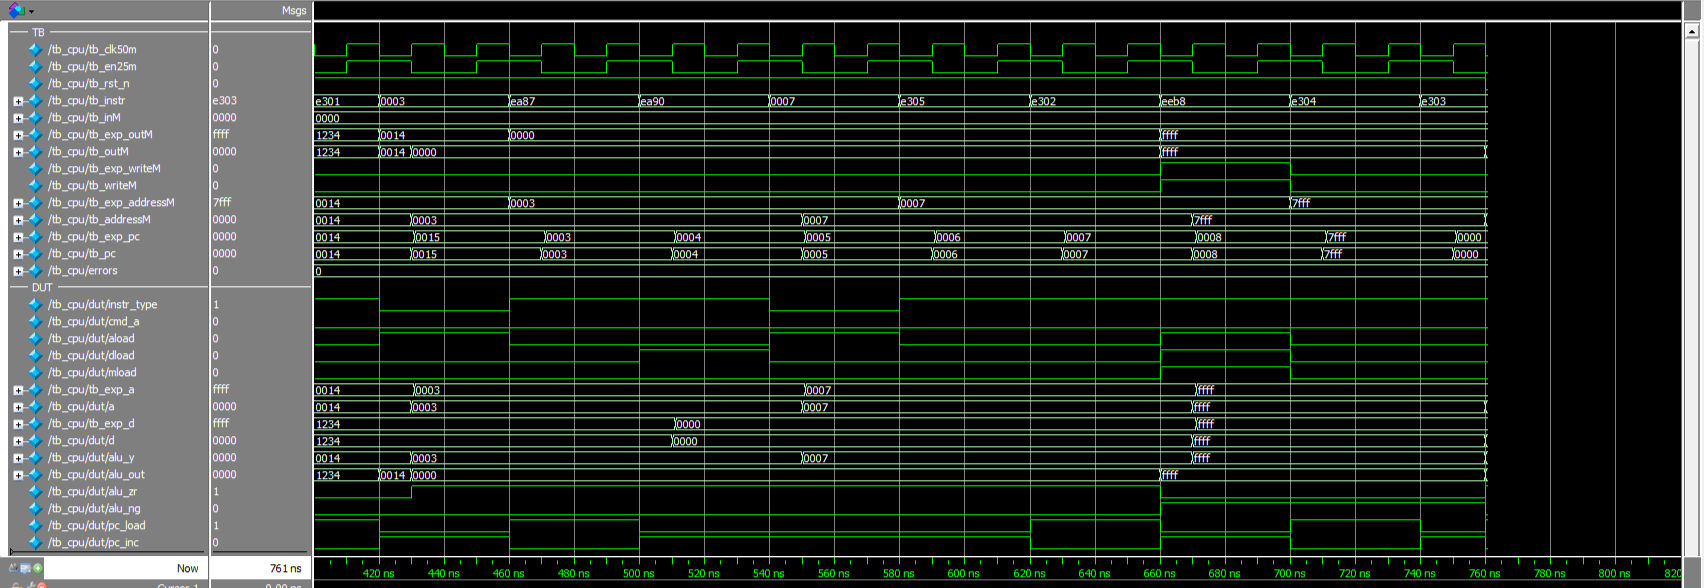 Msgs
TB
/tb_cpu/tb_clk50m 0
/tb_cpu/tb_en25m 0
/tb_cpu/tb_rst_n 0
/tb_cpu/tb_instr e303 e301 0003 ea87 ea90 0007 e305 e302 eeb8 e304 e303
/tb_cpu/tb_inM 0000 0000
/tb_cpu/tb_exp_outM ffff 1234 0014 0000 ffff
/tb_cpu/tb_outM 0000 1234 0014 0000 ffff
/tb_cpu/tb_exp_writeM 0
/tb_cpu/tb_writeM 0
/tb_cpu/tb_exp_addressM 7fff 0014 0003 0007 7fff
/tb_cpu/tb_addressM 0000 0014 0003 0007 7fff
/tb_cpu/tb_exp_pc 0000 0014 0015 0003 0004 0005 0006 0007 0008 7fff 0000
/tb_cpu/tb_pc 0000 0014 0015 0003 0004 0005 0006 0007 0008 7fff 0000
/tb_cpu/errors 0 0
DUT
/tb_cpu/dut/instr_type 1
/tb_cpu/dut/cmd_a 0
/tb_cpu/dut/aload 0
/tb_cpu/dut/dload 0
/tb_cpu/dut/mload 0
/tb_cpu/tb_exp_a ffff 0014 0003 0007 ffff
/tb_cpu/dut/a 0000 0014 0003 0007 ffff
/tb_cpu/tb_exp_d ffff 1234 0000 ffff
/tb_cpu/dut/d 0000 1234 0000 ffff
/tb_cpu/dut/alu_y 0000 0014 0003 0007 ffff
/tb_cpu/dut/alu_out 0000 1234 0014 0000 ffff
/tb_cpu/dut/alu_zr 1
/tb_cpu/dut/alu_ng 0
/tb_cpu/dut/pc_load 1
/tb_cpu/dut/pc_inc 0
Now 761 ns 420 ns 440 ns 460 ns 480 ns 500 ns 520 ns 540 ns 560 ns 580 ns 600 ns 620 ns 640 ns 660 ns 680 ns 700 ns 720 ns 740 ns 760 ns 780 ns 800 ns 820
Cursor 1 0.00 ns